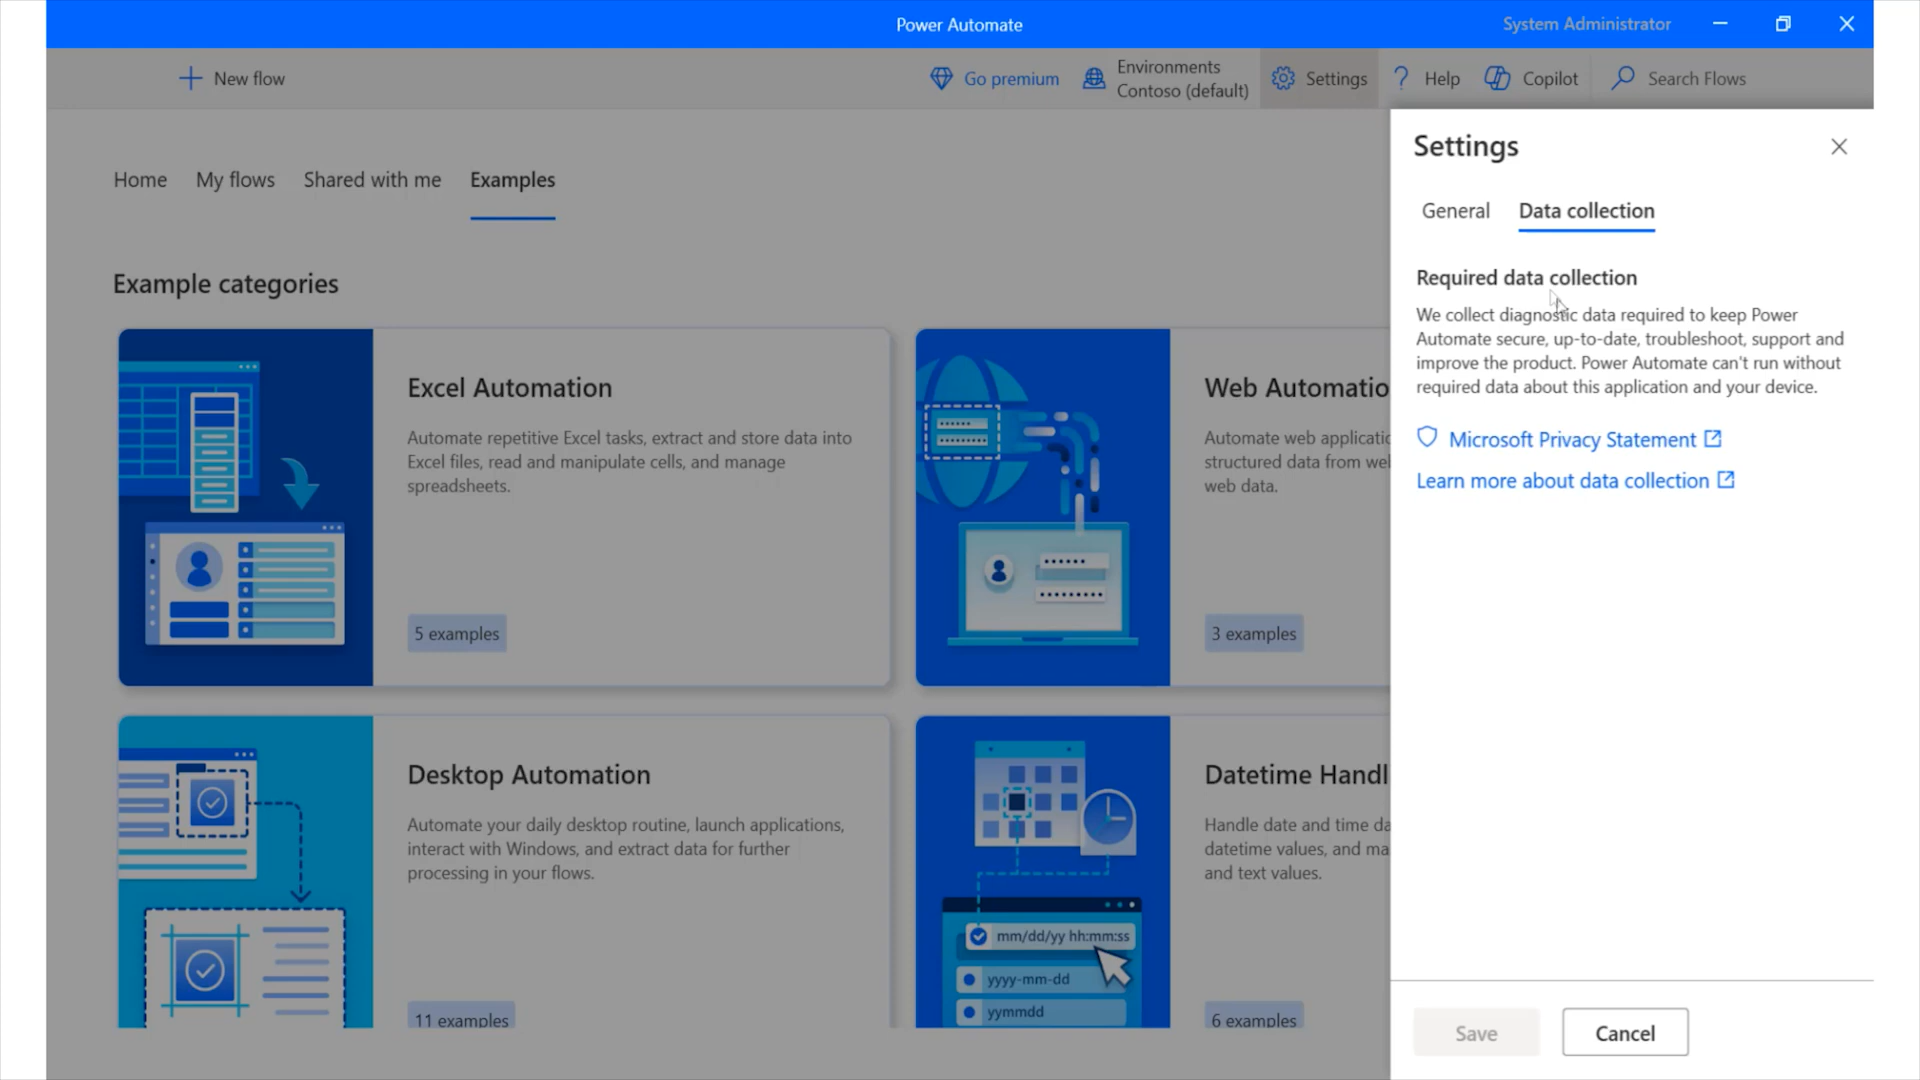 Power Automate
System Administrator
New flow
Go premium
Environments
Contoso (default)
Settings
Help
Copilot
Search Flows
Home
My flows
Shared with me
Examples
Example categories
Excel Automation
Automate repetitive Excel tasks, extract and store data into
Excel files, read and manipulate cells, and manage
spreadsheets.
5 examples
Web Automatio
Automate web applicatic
structured data from wel
web data.
3 examples
Desktop Automation
Automate your daily desktop routine, launch applications,
interact with Windows, and extract data for further
processing in your flows.
11 examples
mm/dd/yy hh:mm:ss
yyyy-mm-dd
yymmdd
Datetime Handl
Handle date and time da
datetime values, and ma
and text values.
6 examples
Settings
General
Data collection
Required data collection
We collect diagnostic data required to keep Power
Automate secure, up-to-date, troubleshoot, support and
improve the product. Power Automate can't run without
required data about this application and your device.
Microsoft Privacy Statement
Learn more about data collection
Save
Cancel